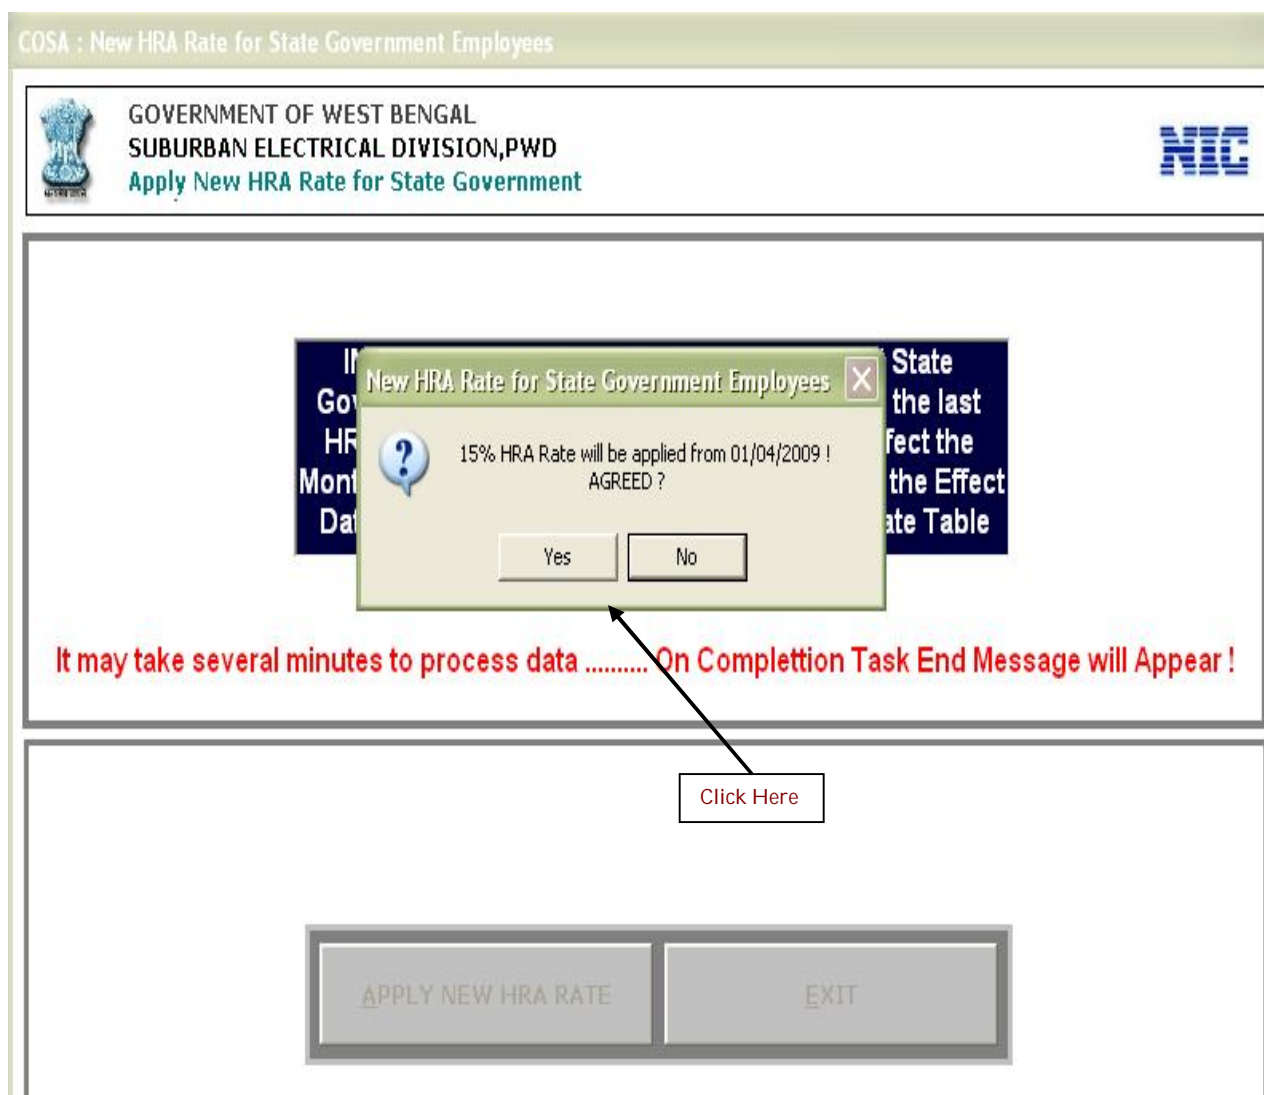 COSA : New HRA Rate for State Government Employees
GOVERNMENT OF WEST BENGAL
SUBURBAN ELECTRICAL DIVISION,PWD
Apply New HRA Rate for State Government
NIC
State
the last
the
the Effect
Table
New HRA Rate for State Government Employees
15% HRA Rate will be applied from 01/04/2009 !
AGREED ?
Yes No
It may take several minutes to process data .......... On Complettion Task End Message will Appear !
Click Here
APPLY NEW HRA RATE EXIT